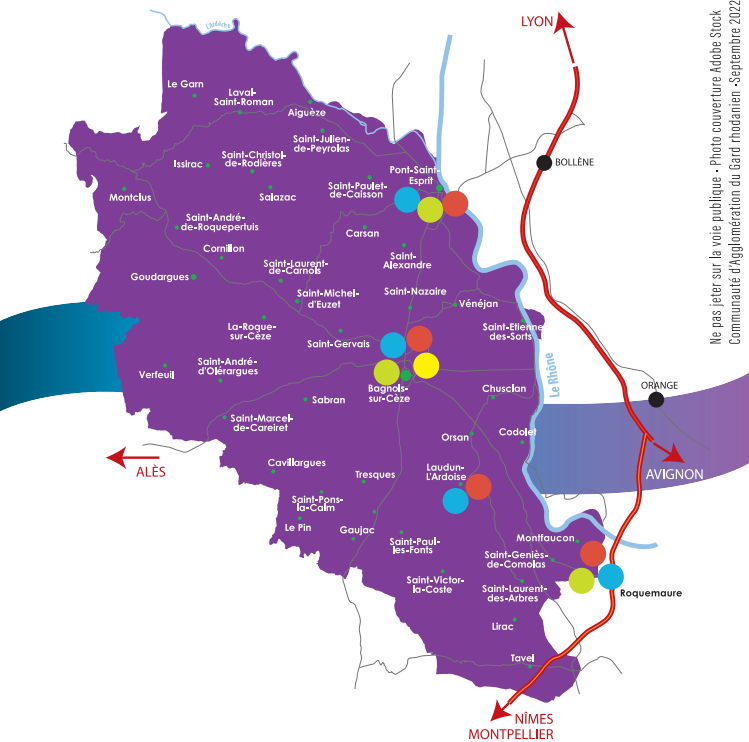 L'Ardèche
LYON
Le Garn
Laval-
Saint-Roman
Aiguèze
Saint-Julien-
de-Peyrolas
BOLLÈNE
Issirac
Saint-Christol-
de-Rodières
Pont-Saint-
Esprit
Montclus
Salazac
Saint-Paulet-
de-Caisson
Saint-André-
de-Roquepertuis
Carsan
Cornillon
Saint-Laurent-
de-Carnols
Saint-
Alexandre
Goudargues
Saint-Michel-
d'Euzet
Saint-Nazaire
Vénéjan
La-Roque-
sur-Cèze
Saint-Gervais
Saint-Etienne-
des-Sorts
Le Rhône
Verfeuil
Saint-André-
d'Olérargues
Bagnols-
sur-Cèze
Chusclan
ORANGE
Sabran
Saint-Marcel-
de-Careiret
Orsan
Codolet
ALÈS
AVIGNON
Cavillargues
Tresques
Laudun-
L'Ardoise
Saint-Pons-
la-Calm
Le Pin
Gaujac
Saint-Paul-
les-Fonts
Montfaucon
Saint-Geniès-
de-Comolas
Saint-Victor-
la-Coste
Saint-Laurent-
des-Arbres
Roquemaure
Lirac
Tavel
NÎMES
MONTPELLIER
Ne pas jeter sur la voie publique - Photo couverture Adobe Stock
Communauté d'Agglomération du Gard rhodanien -Septembre 2022